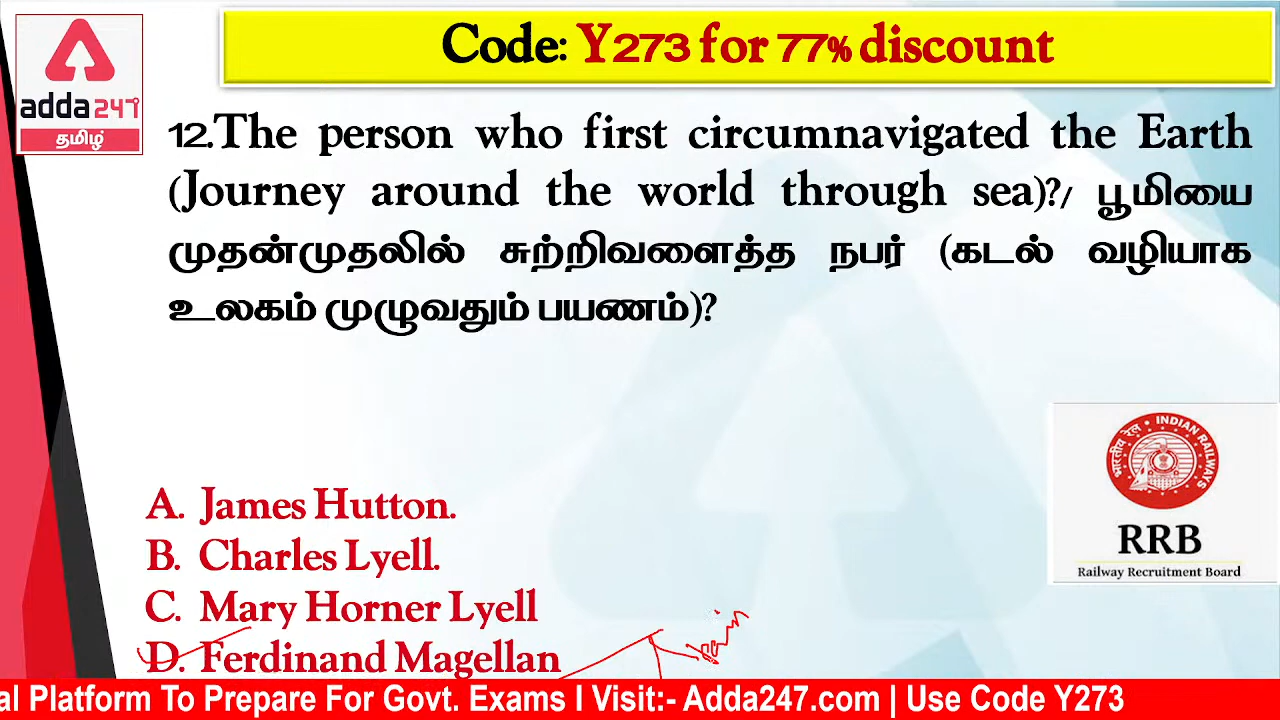 Code: Y273 for 77% discount
adda247
தமிழ்
12.The person who first circumnavigated the Earth
(Journey around the world through sea)?/ பூமியை
முதன்முதலில் சுற்றிவளைத்த நபர் (கடல் வழியாக
உலகம் முழுவதும் பயணம்)?
A. James Hutton.
B. Charles Lyell.
C. Mary Horner Lyell
D. Ferdinand Magellan
भारतीय रेल • INDIAN RAILWAYS
RRB
Railway Recruitment Board
al Platform To Prepare For Govt. Exams I Visit:- Adda247.com | Use Code Y273